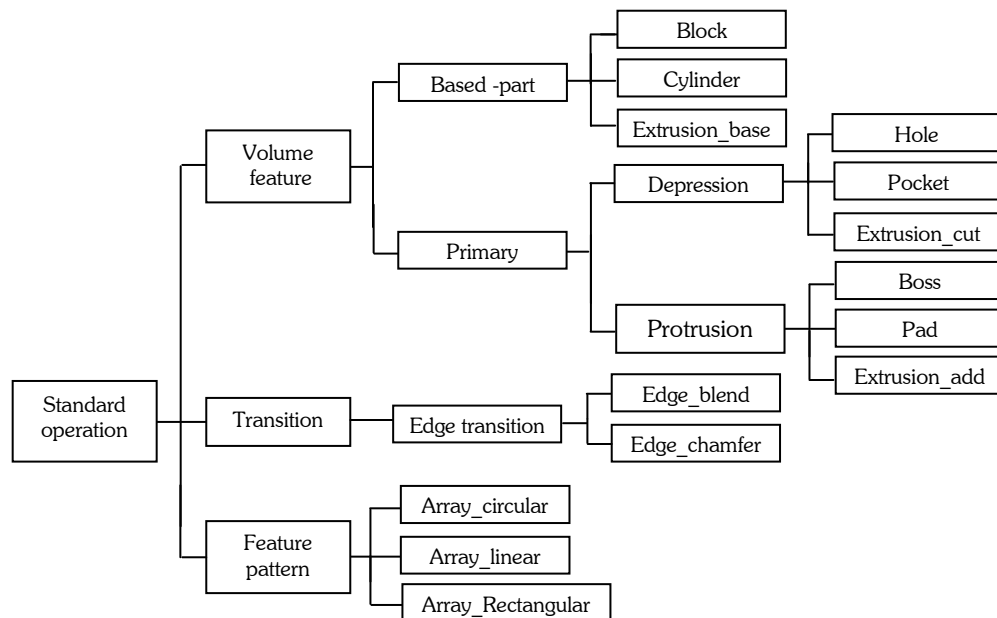 Block
Based -part
Cylinder
Extrusion_base
Hole
Volume
feature
Depression
Pocket
Primary
Extrusion_cut
Boss
Protrusion
Pad
Extrusion_add
Standard
operation
Transition
Edge transition
Edge_blend
Edge_chamfer
Array_circular
Feature
pattern
Array_linear
Array_Rectangular